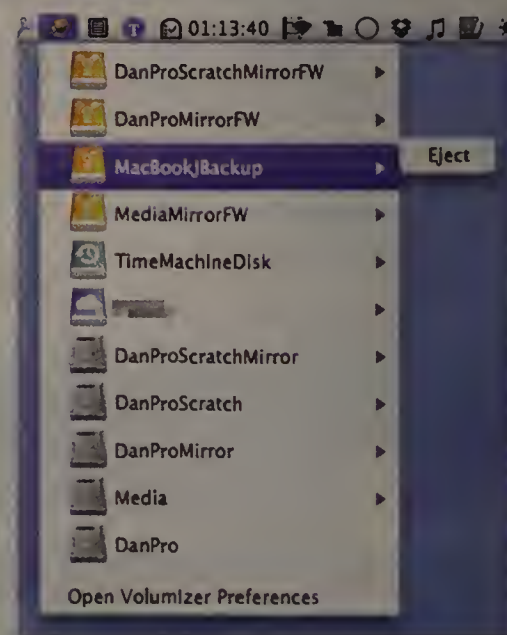 01:13:40
DanProScratchMirrorFW
DanProMirrorFW
MacBookJBackup
Eject
MediaMirrorFW
TimeMachineDisk
DanProScratchMirror
DanProScratch
DanProMirror
Media
DanPro
Open Volumizer Preferences